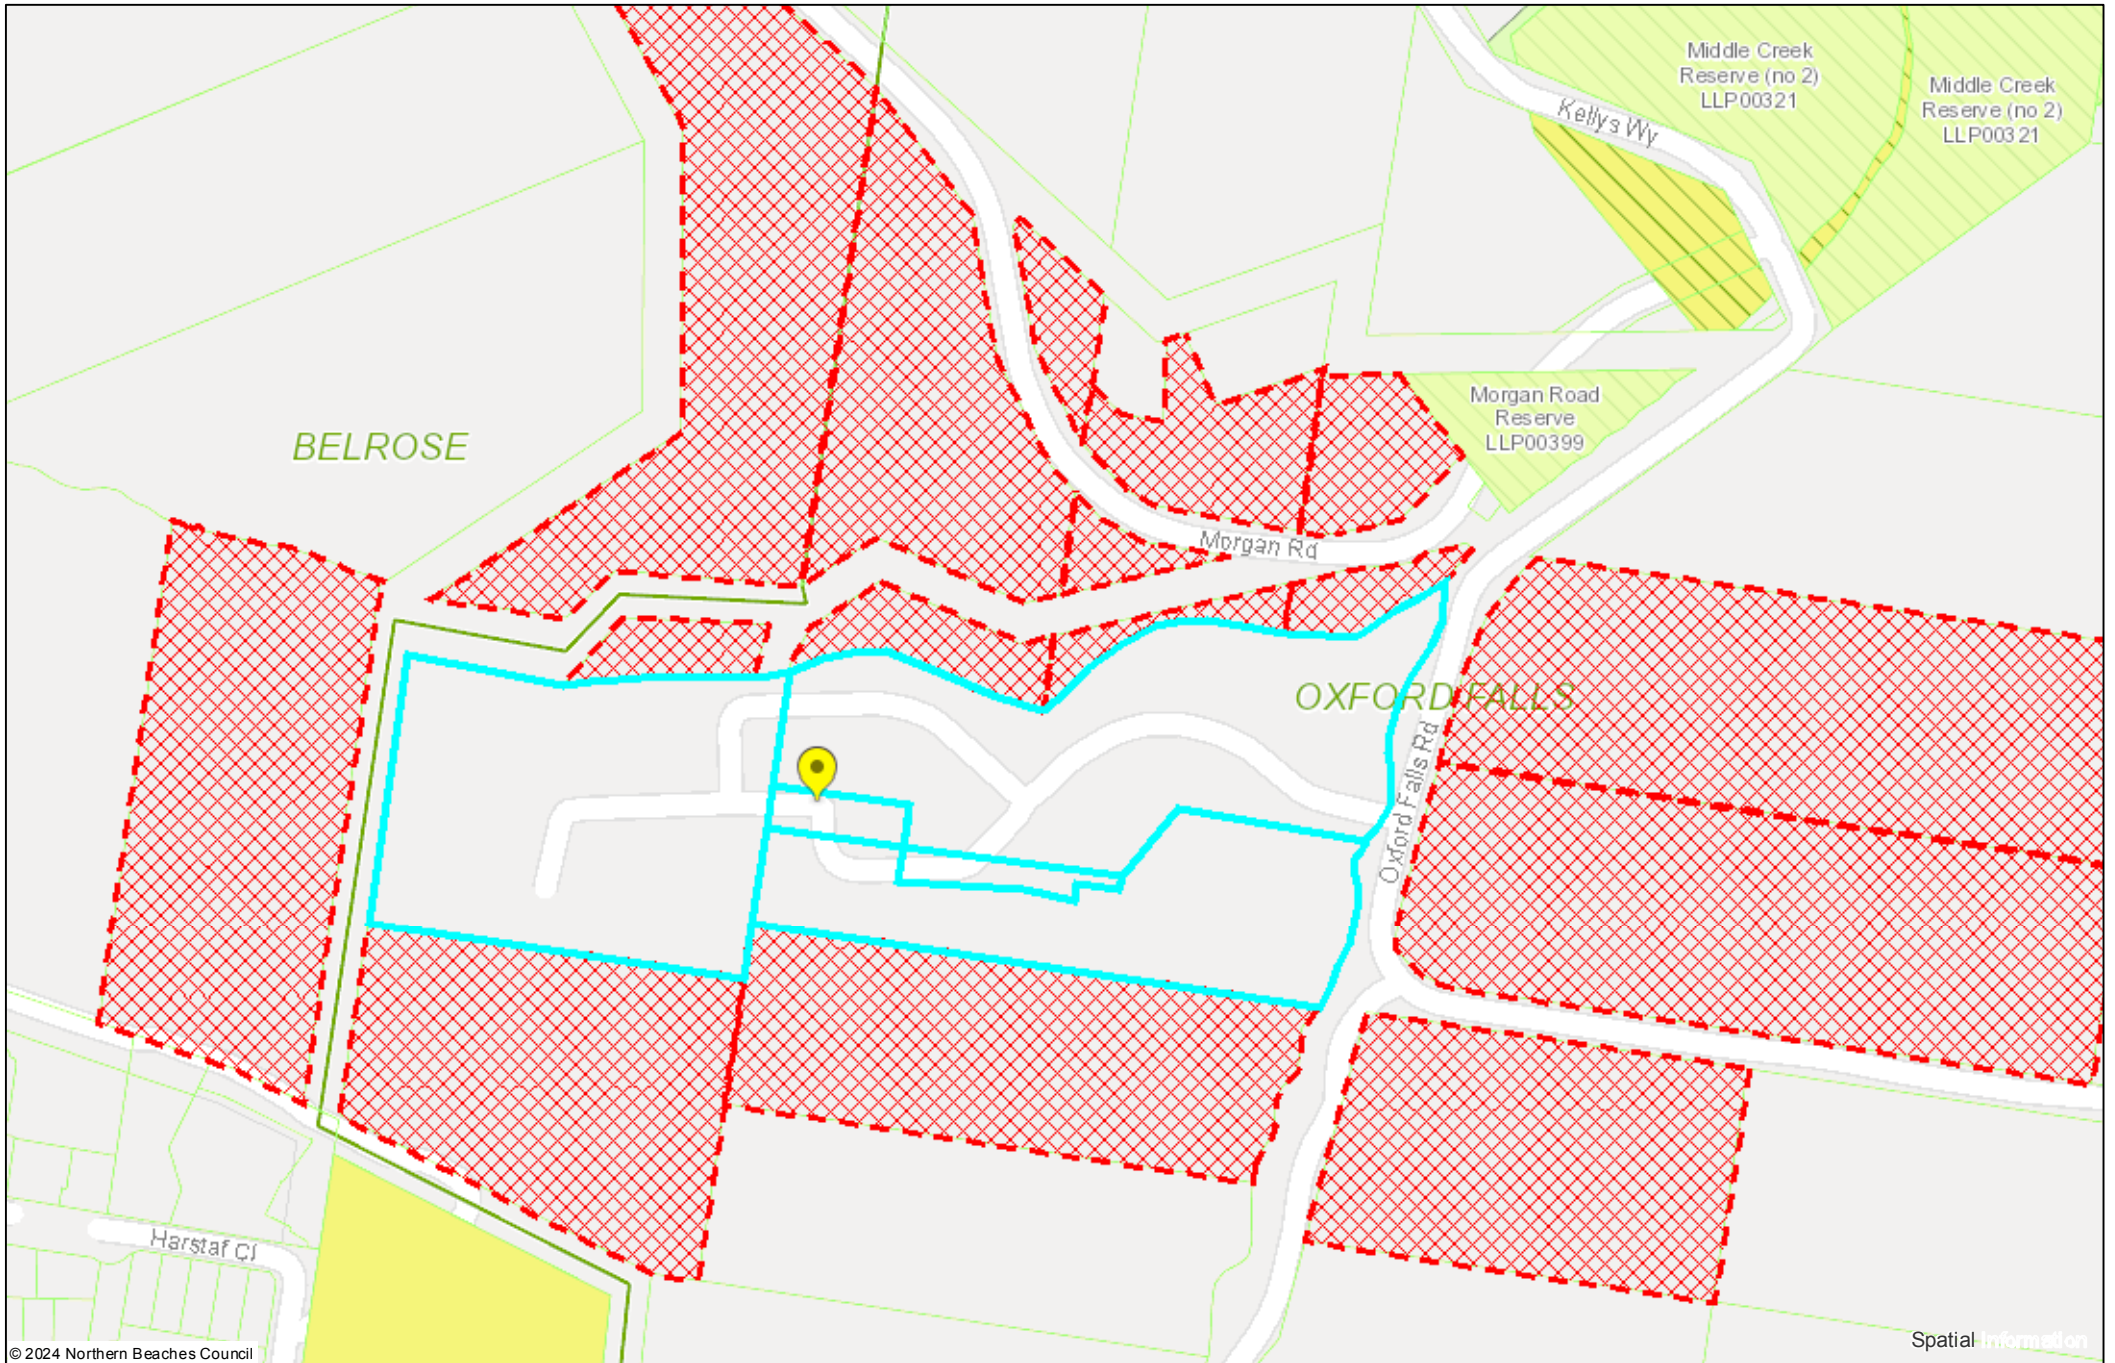 Middle Creek
Reserve (no 2)
LLP00321
Middle Creek
Reserve (no 2)
LLP00321
Kellys Wy
Morgan Road
Reserve
LLP00399
BELROSE
Morgan Rd
OXFORD FALLS
Oxford Falls Rd
Harstaf Cl
Spatial Information
© 2024 Northern Beaches Council